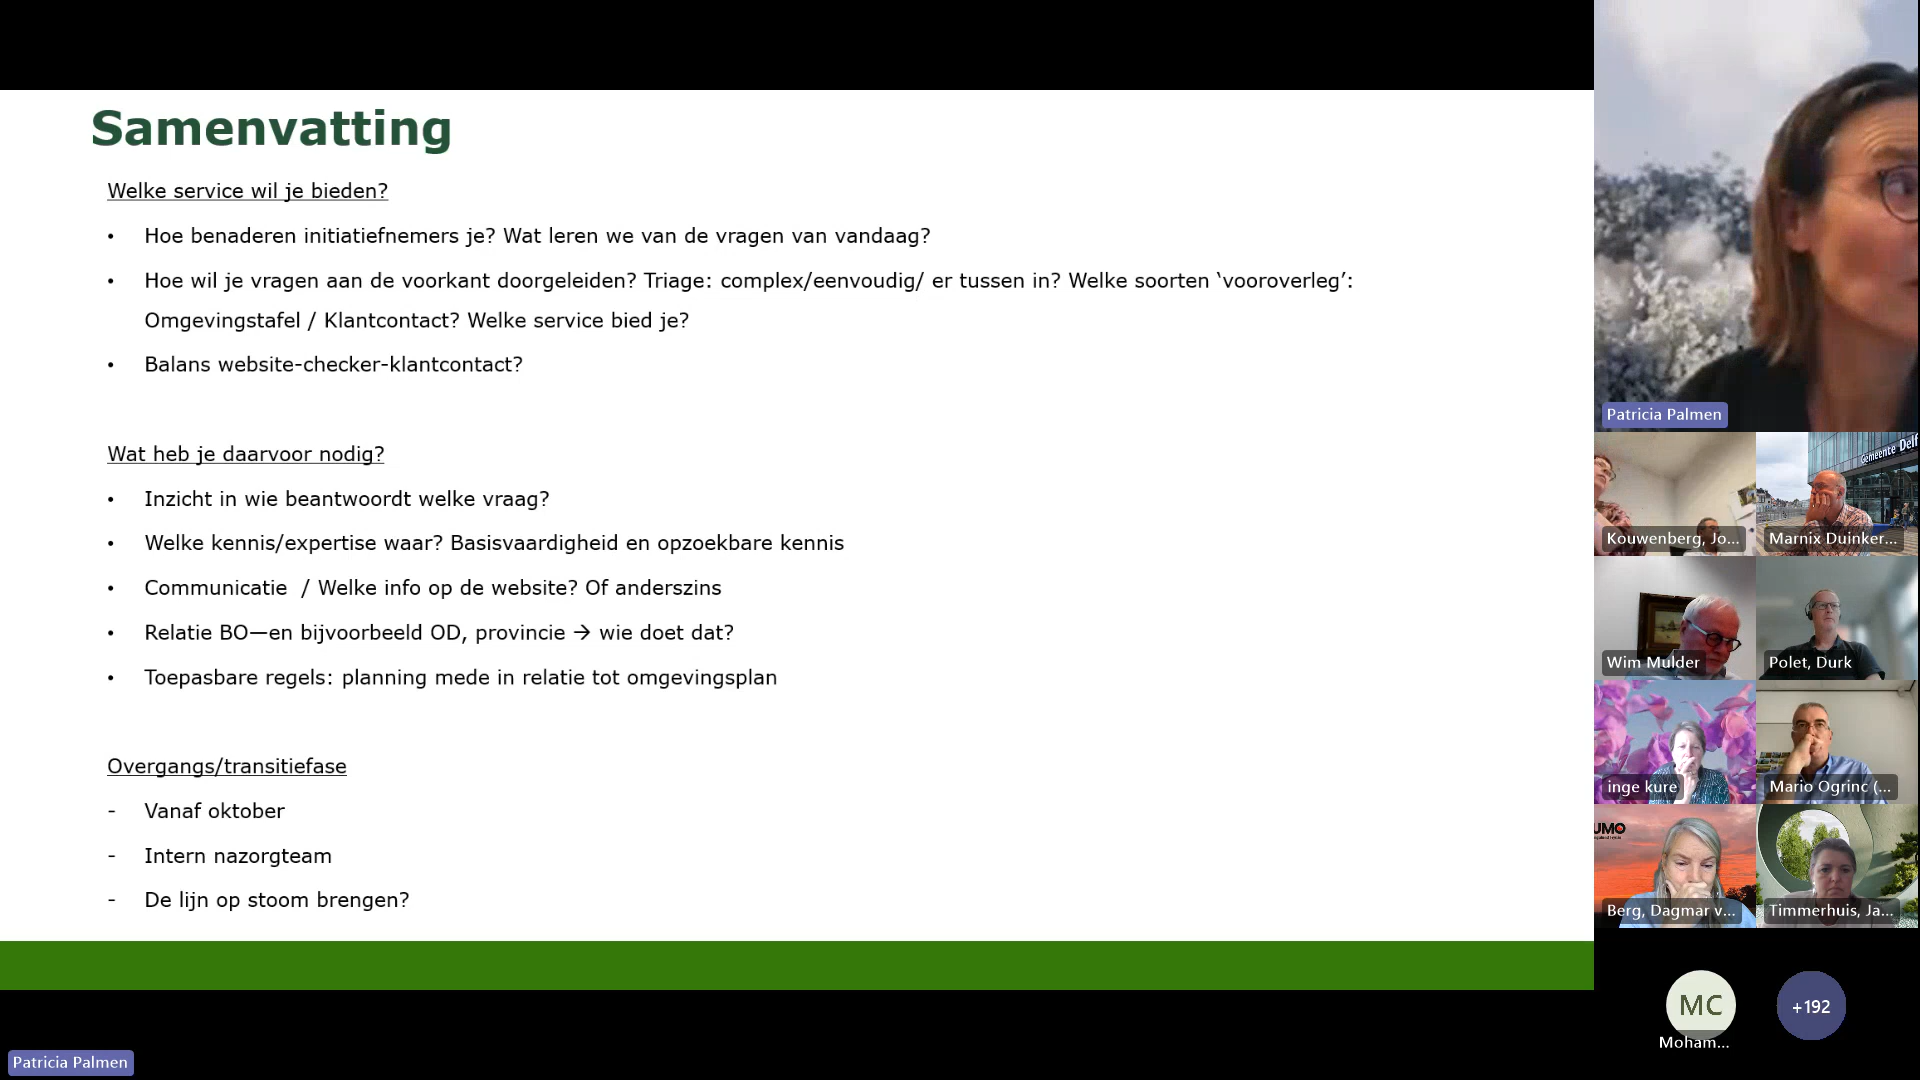 Samenvatting
Welke service wil je bieden?
• Hoe benaderen initiatiefnemers je? Wat leren we van de vragen van vandaag?
• Hoe wil je vragen aan de voorkant doorgeleiden? Triage: complex/eenvoudig/ er tussen in? Welke soorten ‘vooroverleg’:
Omgevingstafel / Klantcontact? Welke service bied je?
• Balans website-checker-klantcontact?
Wat heb je daarvoor nodig?
• Inzicht in wie beantwoordt welke vraag?
• Welke kennis/expertise waar? Basisvaardigheid en opzoekbare kennis
• Communicatie / Welke info op de website? Of anderszins
• Relatie BO—en bijvoorbeeld OD, provincie → wie doet dat?
• Toepasbare regels: planning mede in relatie tot omgevingsplan
Overgangs/transitiefase
- Vanaf oktober
- Intern nazorgteam
- De lijn op stoom brengen?
Patricia Palmen
Patricia Palmen
Gemeente Delf
Kouwenberg, Jo...
Marnix Duinker...
Wim Mulder
Polet, Durk
inge kure
Mario Ogrinc (...
UMO
Berg, Dagmar v...
Timmerhuis, Ja...
MC
+192
Moham...